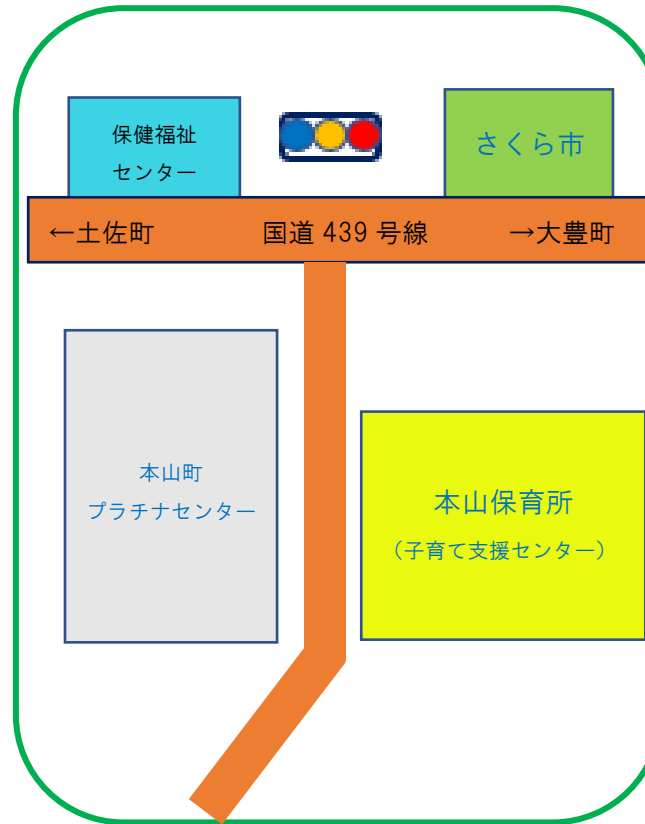 保健福祉
センター
さくら市
←土佐町
国道 439 号線
→大豊町
本山町
プラチナセンター
本山保育所
（子育て支援センター）